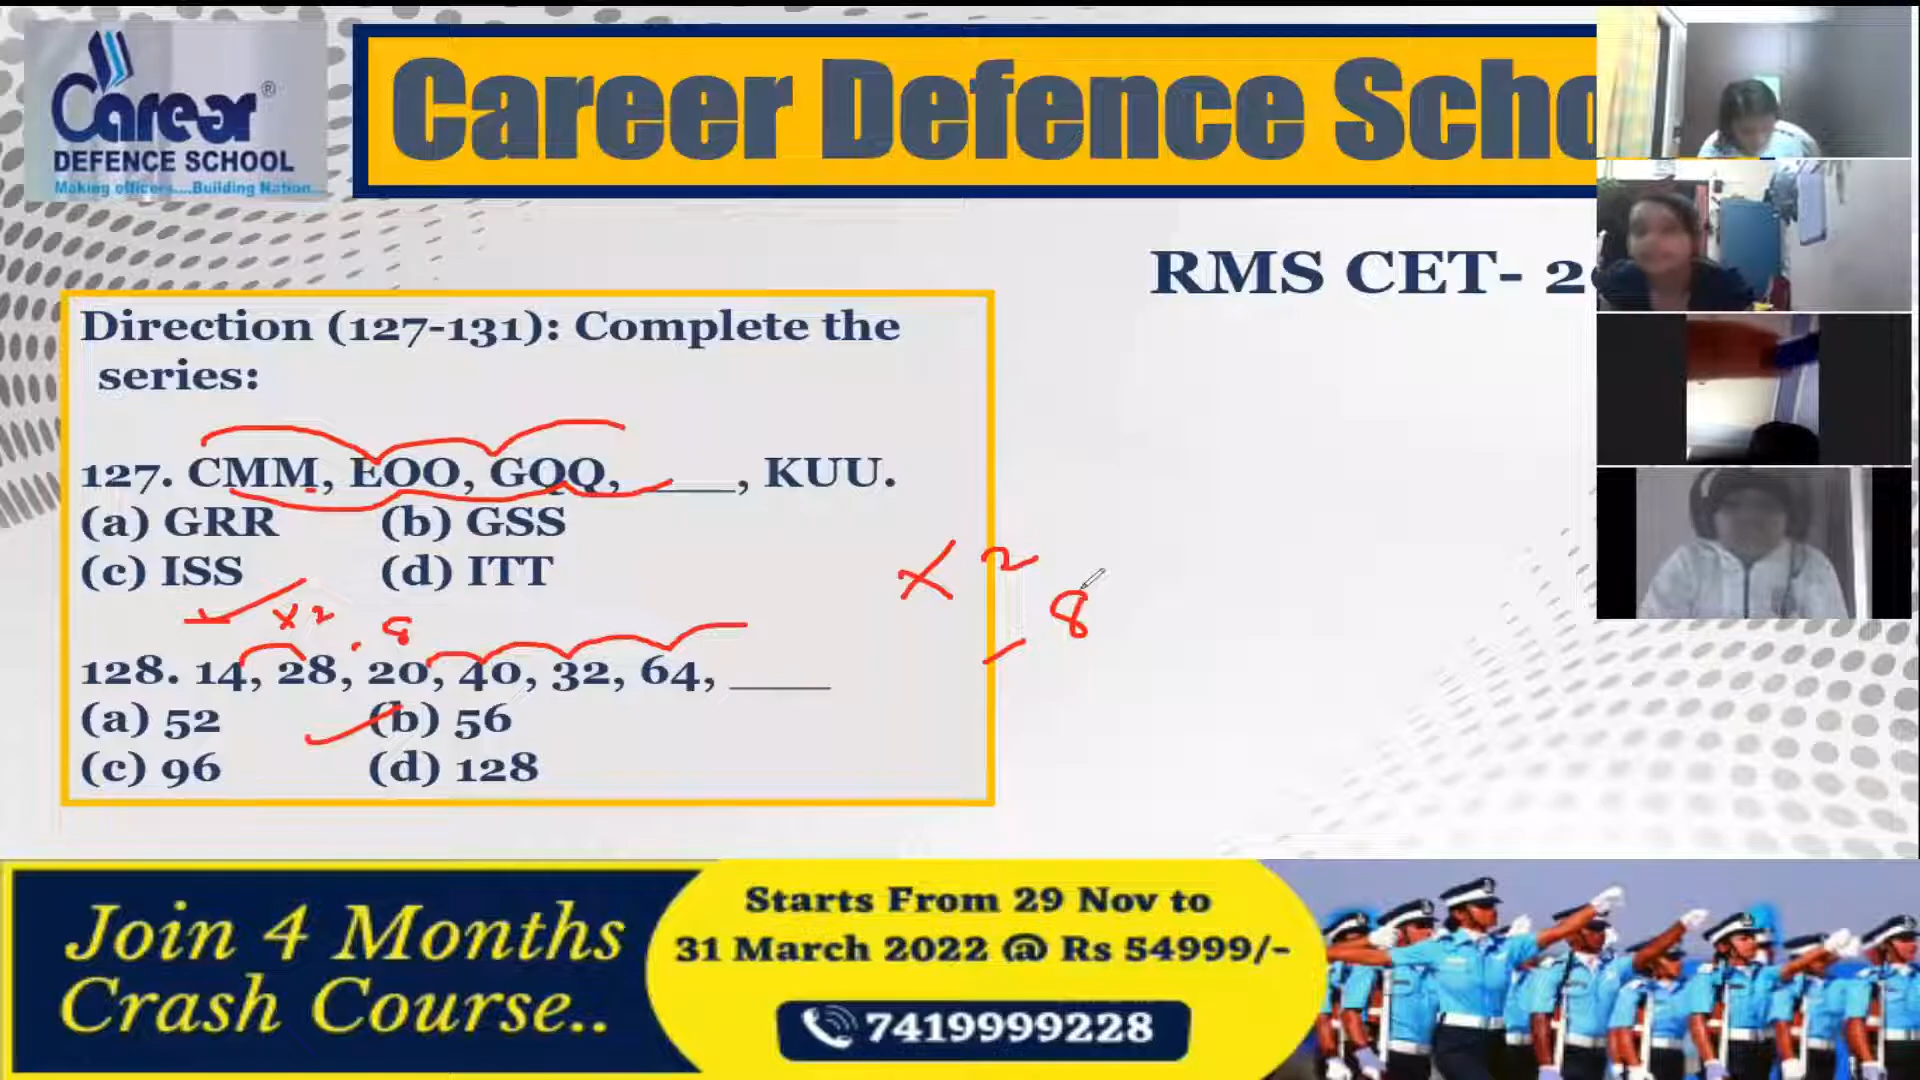 Career®
DEFENCE SCHOOL
Making officers....Building Nation...
Career Defence Scho
RMS CET- 2
Direction (127-131): Complete the
series:
127. CMM, EOO, GQQ, ____, KUU.
(a) GRR (b) GSS
(c) ISS (d) ITT
× 2
- 8
×2 - 8
128. 14, 28, 20, 40, 32, 64, _____
(a) 52 (b) 56
(c) 96 (d) 128
Join 4 Months
Crash Course..
Starts From 29 Nov to
31 March 2022 @ Rs 54999/-
7419999228